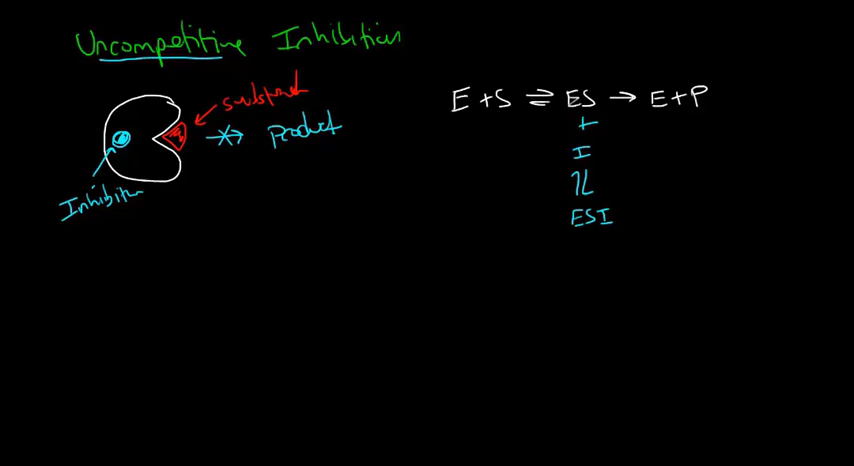 Uncompetitive Inhibition
substrate
E + S ⇌ ES → E + P
product
+
I
⇌
Inhibitor
ESI